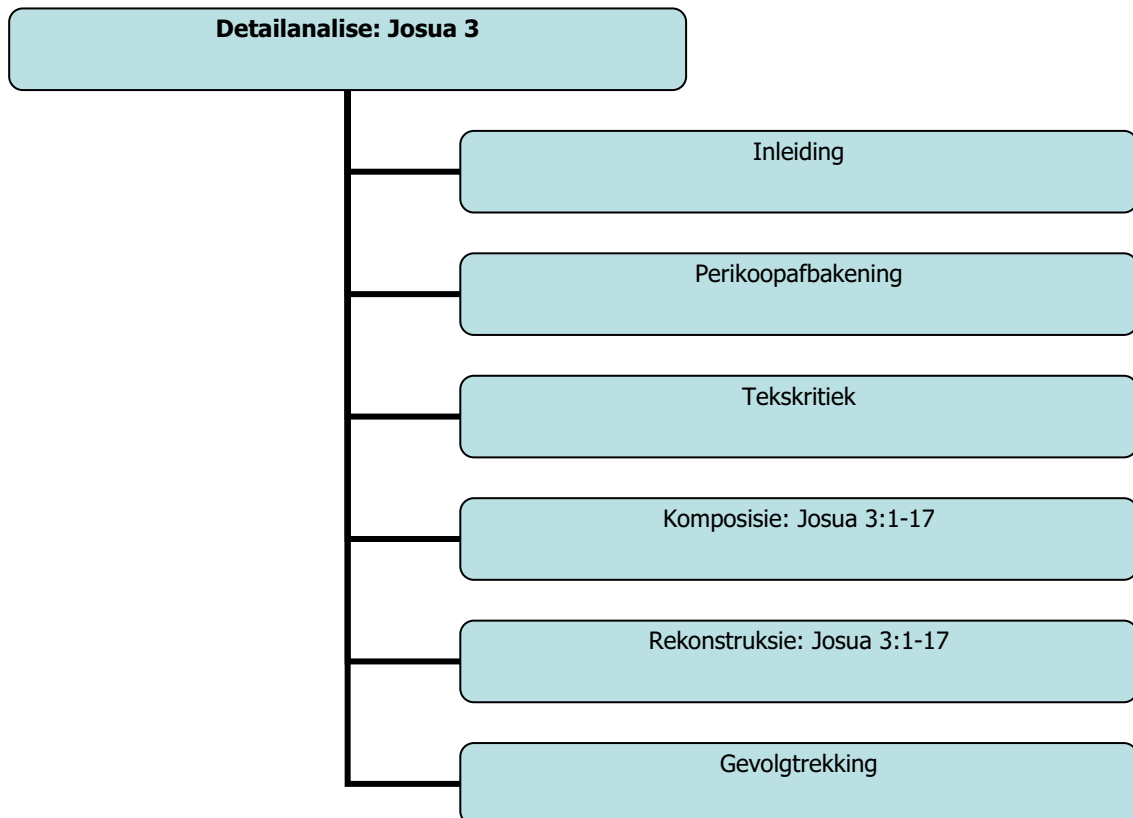 Detailanalise: Josua 3
Inleiding
Perikoopafbakening
Tekskritiek
Komposisie: Josua 3:1-17
Rekonstruksie: Josua 3:1-17
Gevolgtrekking